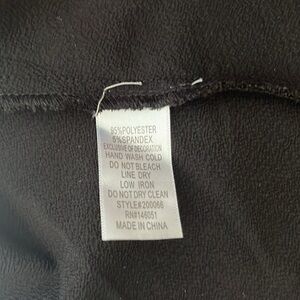 95%POLYESTER
5%SPANDEX
EXCLUSIVE OF DECORATION
HAND WASH COLD
DO NOT BLEACH
LINE DRY
LOW IRON
DO NOT DRY CLEAN
STYLE#200066
RN#146051
MADE IN CHINA